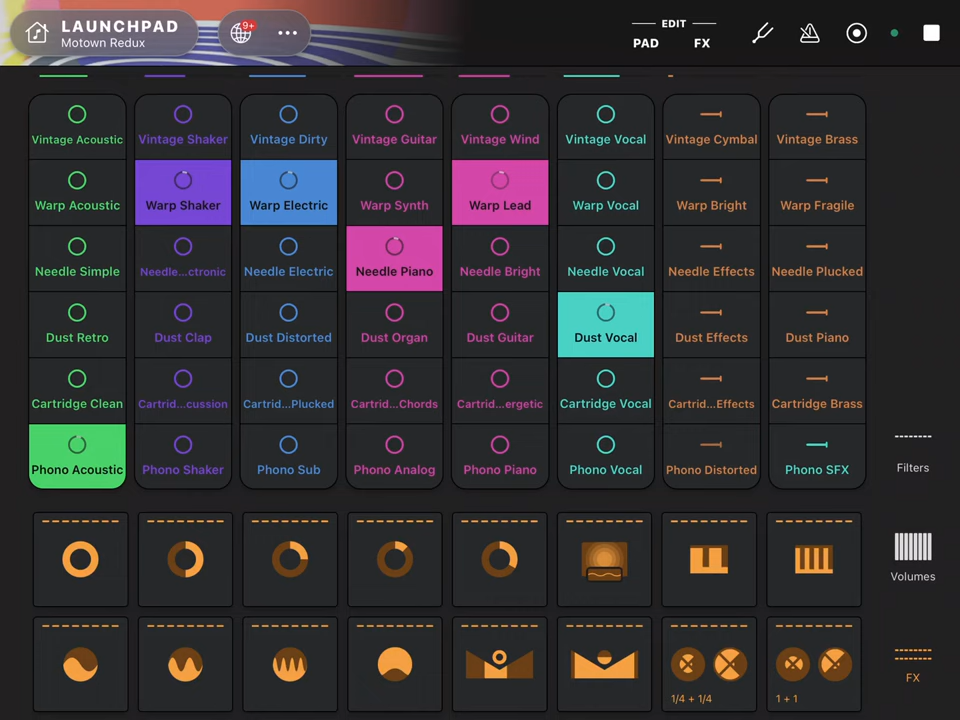 LAUNCHPAD
Motown Redux
9+
EDIT
PAD FX
Vintage Acoustic Vintage Shaker Vintage Dirty Vintage Guitar Vintage Wind Vintage Vocal Vintage Cymbal Vintage Brass
Warp Acoustic Warp Shaker Warp Electric Warp Synth Warp Lead Warp Vocal Warp Bright Warp Fragile
Needle Simple Needle...ctronic Needle Electric Needle Piano Needle Bright Needle Vocal Needle Effects Needle Plucked
Dust Retro Dust Clap Dust Distorted Dust Organ Dust Guitar Dust Vocal Dust Effects Dust Piano
Cartridge Clean Cartrid...cussion Cartrid...Plucked Cartrid...Chords Cartrid...ergetic Cartridge Vocal Cartrid...Effects Cartridge Brass
Phono Acoustic Phono Shaker Phono Sub Phono Analog Phono Piano Phono Vocal Phono Distorted Phono SFX
Filters
Volumes
FX
1/4 + 1/4 1 + 1